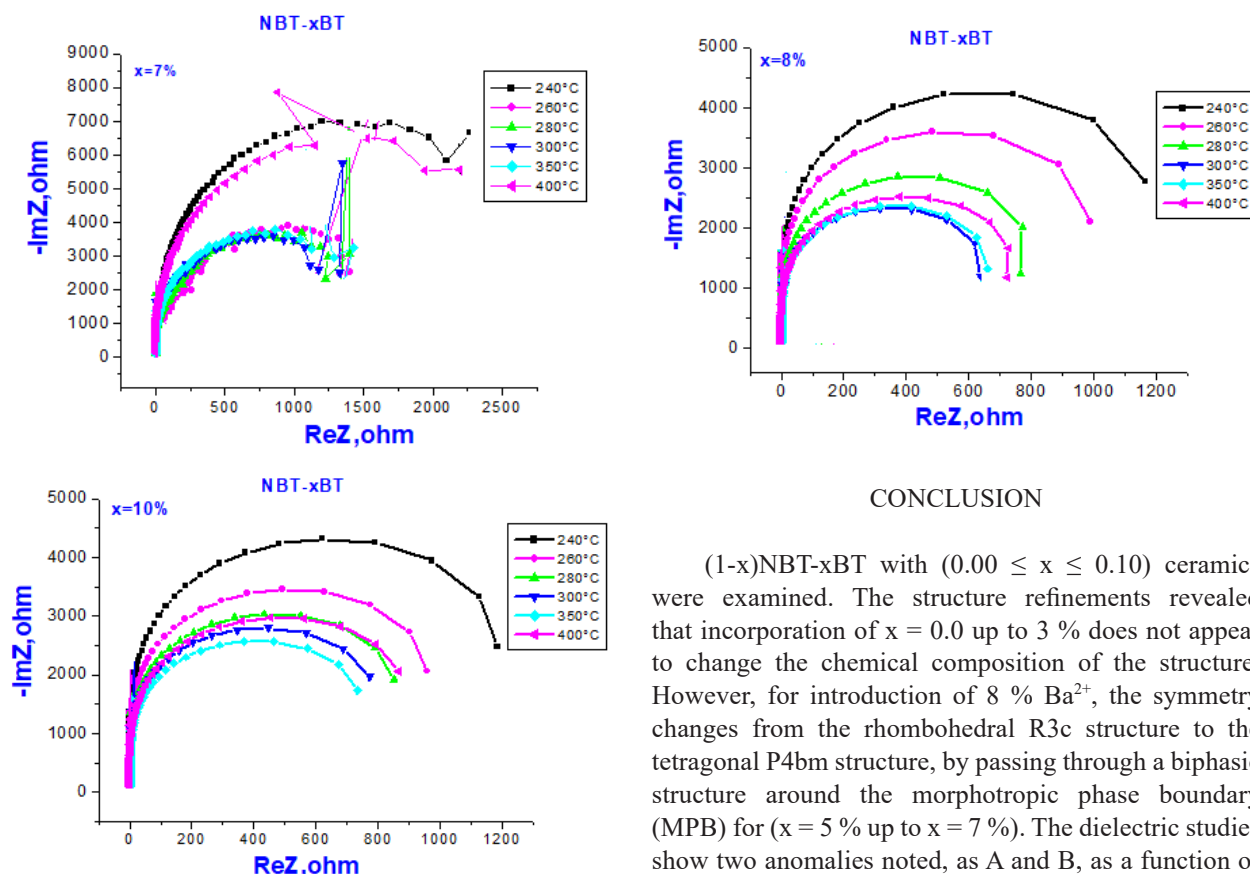 NBT-xBT
x=7%
9000
8000
7000
6000
5000
4000
3000
2000
1000
0
-ImZ,ohm
240°C
260°C
280°C
300°C
350°C
400°C
0 500 1000 1500 2000 2500
ReZ,ohm
NBT-xBT
x=8%
5000
4000
3000
2000
1000
0
-ImZ,ohm
240°C
260°C
280°C
300°C
350°C
400°C
0 200 400 600 800 1000 1200
ReZ,ohm
NBT-xBT
x=10%
5000
4000
3000
2000
1000
0
-ImZ,ohm
240°C
260°C
280°C
300°C
350°C
400°C
0 200 400 600 800 1000 1200
ReZ,ohm
CONCLUSION
(1-x)NBT-xBT with (0.00 ≤ x ≤ 0.10) ceramic
were examined. The structure refinements revealed
that incorporation of x = 0.0 up to 3 % does not appea
to change the chemical composition of the structure
However, for introduction of 8 % Ba²⁺, the symmetry
changes from the rhombohedral R3c structure to the
tetragonal P4bm structure, by passing through a biphasic
structure around the morphotropic phase boundary
(MPB) for (x = 5 % up to x = 7 %). The dielectric studie
show two anomalies noted, as A and B, as a function o